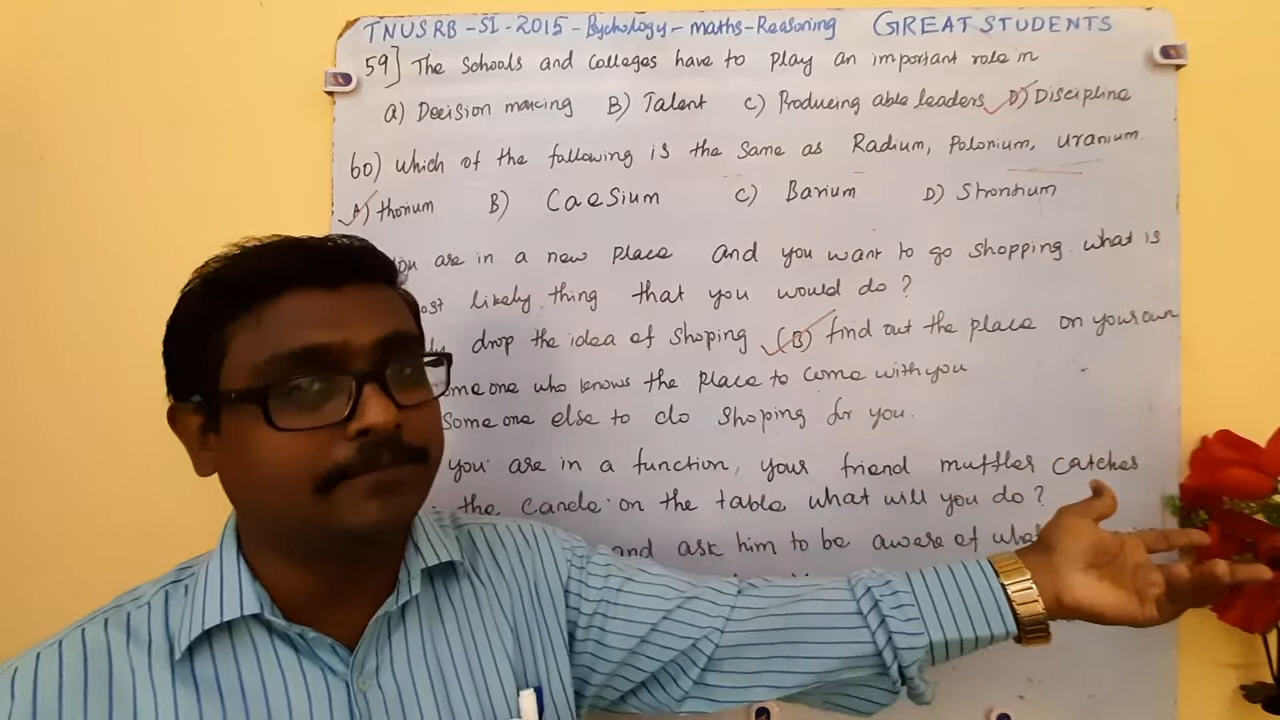 TNUSRB - SI - 2015 - Psychology - maths - Reasoning GREAT STUDENTS
59] The Schools and Colleges have to play an important role in
a) Decision making B) Talent C) Producing able leaders D) Discipline
60) Which of the following is the same as Radium, Polonium, Uranium.
A) thorium B) Caesium C) Barium D) Strontium
are in a new place and you want to go shopping. what is
likely thing that you would do?
drop the idea of shoping (B) find out the place on your own
one who knows the place to come with you
Some one else to do shoping for you.
you are in a function, your friend muffler catches
the candle on the table what will you do?
and ask him to be aware of